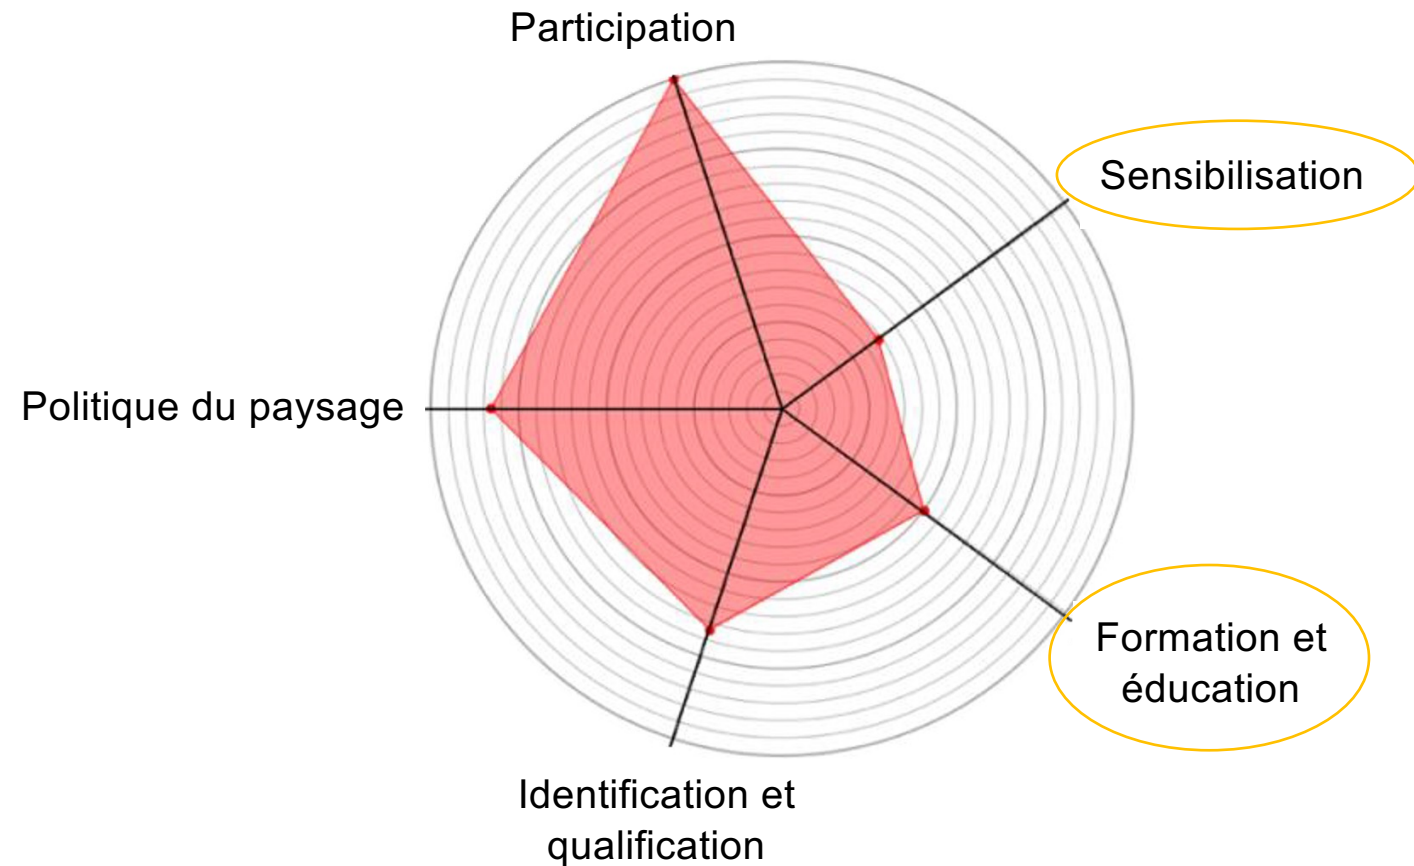 Participation
Sensibilisation
Politique du paysage
Formation et
éducation
Identification et
qualification